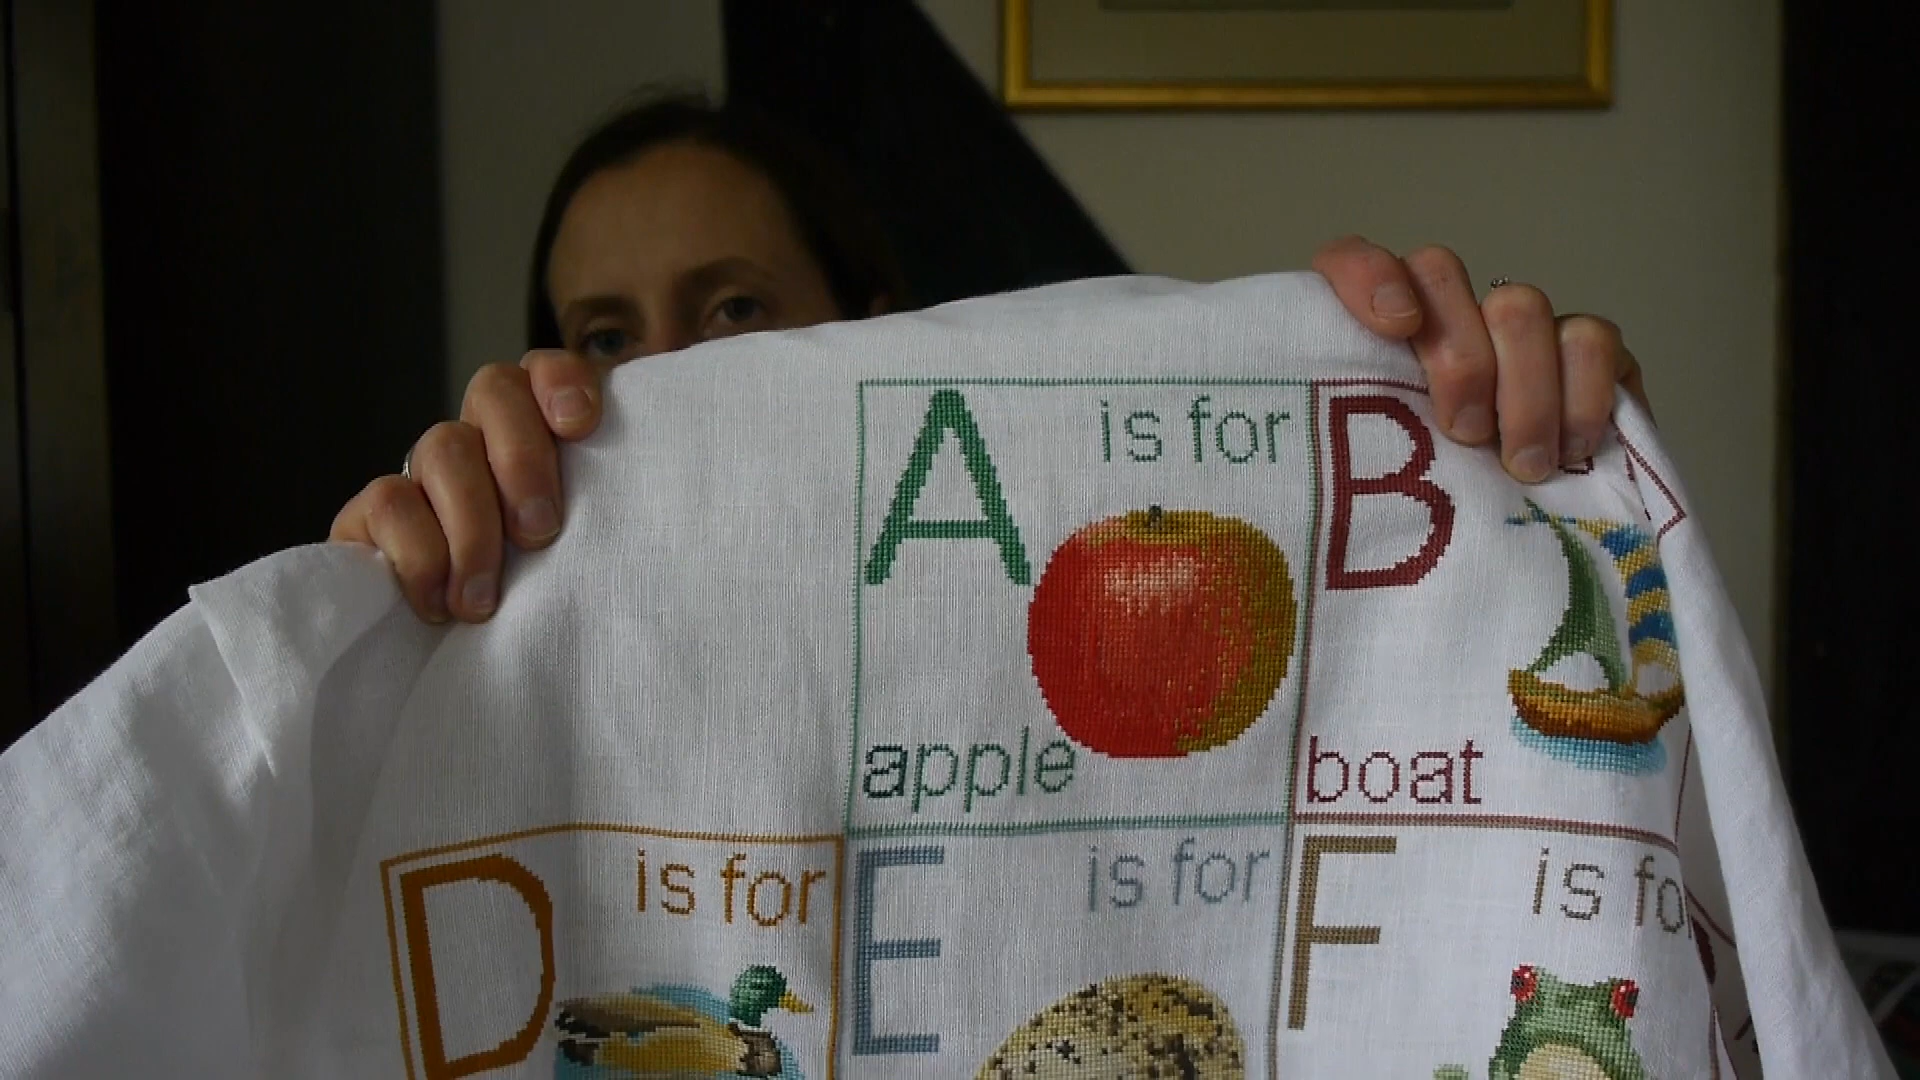 A is for
apple
B
boat
D is for
E is for
F is fo